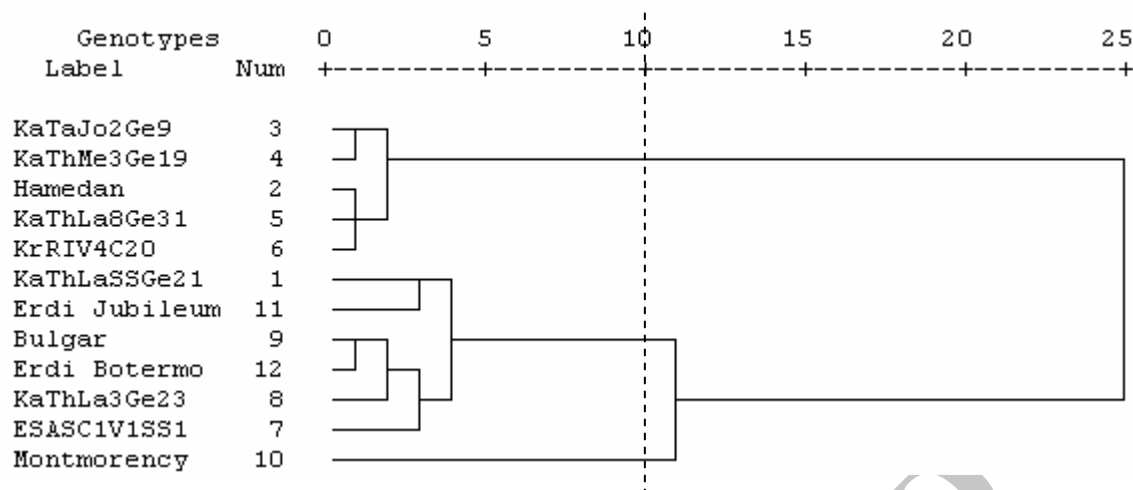 Genotypes 0 5 10 15 20 25
Label Num
KaTaJo2Ge9 3
KaThMe3Ge19 4
Hamedan 2
KaThLa8Ge31 5
KrRIV4C20 6
KaThLaSSGe21 1
Erdi Jubileum 11
Bulgar 9
Erdi Botermo 12
KaThLa3Ge23 8
ESASC1V1SS1 7
Montmorency 10